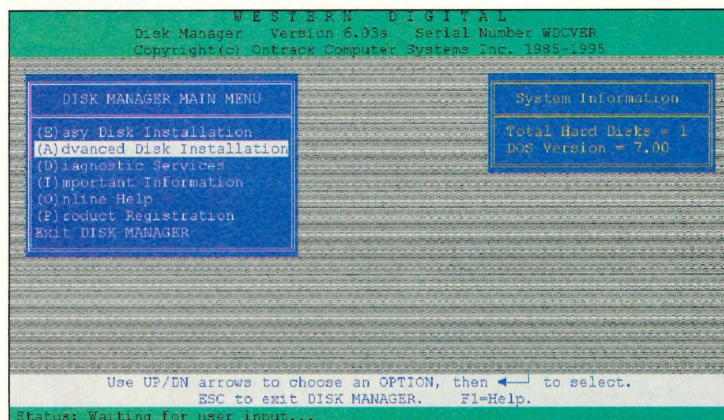 WESTERN DIGITAL
Disk Manager Version 6.03a Serial Number WDCVER
Copyright(c) Ontrack Computer Systems Inc. 1985-1995
DISK MANAGER MAIN MENU
(E)asy Disk Installation
(A)dvanced Disk Installation
(D)iagnostic Services
(I)mportant Information
(O)nline Help
(P)roduct Registration
Exit DISK MANAGER
System Information
Total Hard Disks = 1
DOS Version = 7.00
Use UP/DN arrows to choose an OPTION, then ◄─┘ to select.
ESC to exit DISK MANAGER. F1=Help.
Status: Waiting for user input...